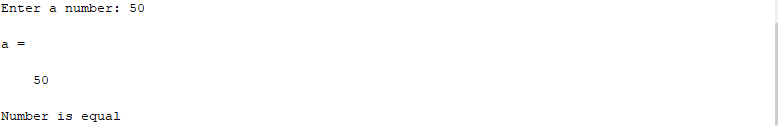 Enter a number: 50
a =
50
Number is equal